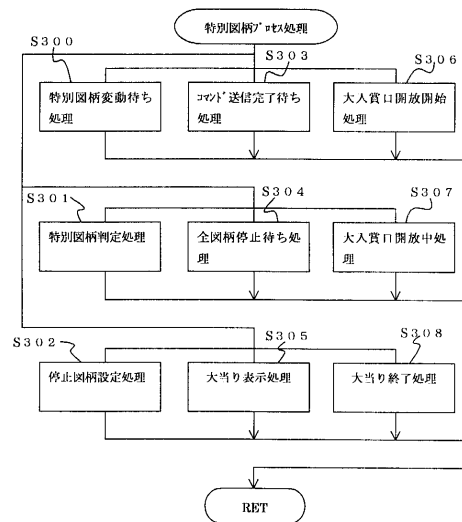 特別図柄ﾌﾟﾛｾｽ処理
S300
S303
S306
特別図柄変動待ち
処理
ｺﾏﾝﾄﾞ送信完了待ち
処理
大入賞口開放開始
処理
S301
S304
S307
特別図柄判定処理
全図柄停止待ち処
理
大入賞口開放中処
理
S302
S305
S308
停止図柄設定処理
大当り表示処理
大当り終了処理
RET